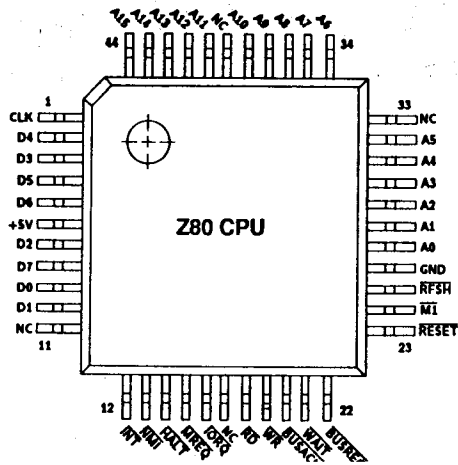 A15 A14 A13 A12 A11 NC A10 A9 A8 A7 A6
44 34
1 33
CLK NC
D4 A5
D3 A4
D5 A3
D6 A2
+5V A1
Z80 CPU
D2 A0
D7 GND
D0 RFSH
D1 M1
NC RESET
11 23
12 22
INT NMI HALT MREQ IORQ NC RD WR BUSACK WAIT BUSREQ